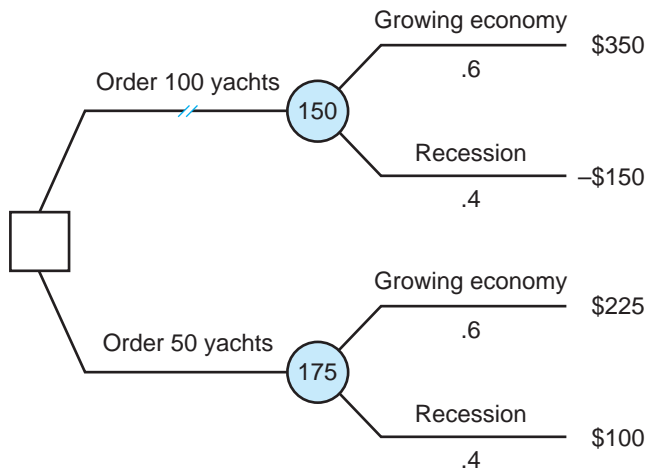 Growing economy
$350
.6
Order 100 yachts
150
Recession
–$150
.4
Growing economy
$225
.6
Order 50 yachts
175
Recession
$100
.4